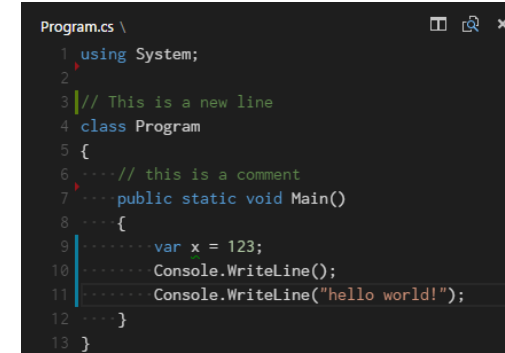 Program.cs \
1 using System;
2
3 // This is a new line
4 class Program
5 {
6 ····// this is a comment
7 ····public static void Main()
8 ····{
9 ········var x = 123;
10 ········Console.WriteLine();
11 ········Console.WriteLine("hello world!");
12 ····}
13 }